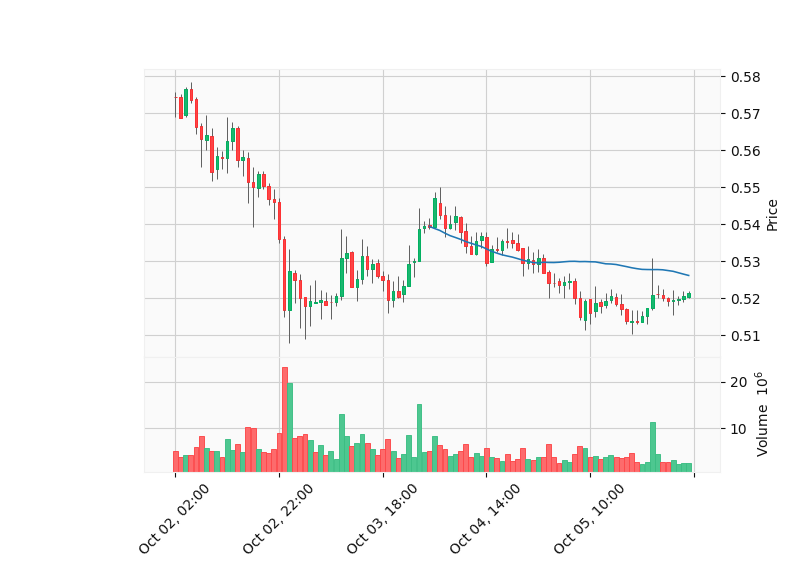 0.58
0.57
0.56
0.55
0.54
0.53
0.52
0.51
Price
20
10
Volume 10^6
Oct 02, 02:00
Oct 02, 22:00
Oct 03, 18:00
Oct 04, 14:00
Oct 05, 10:00